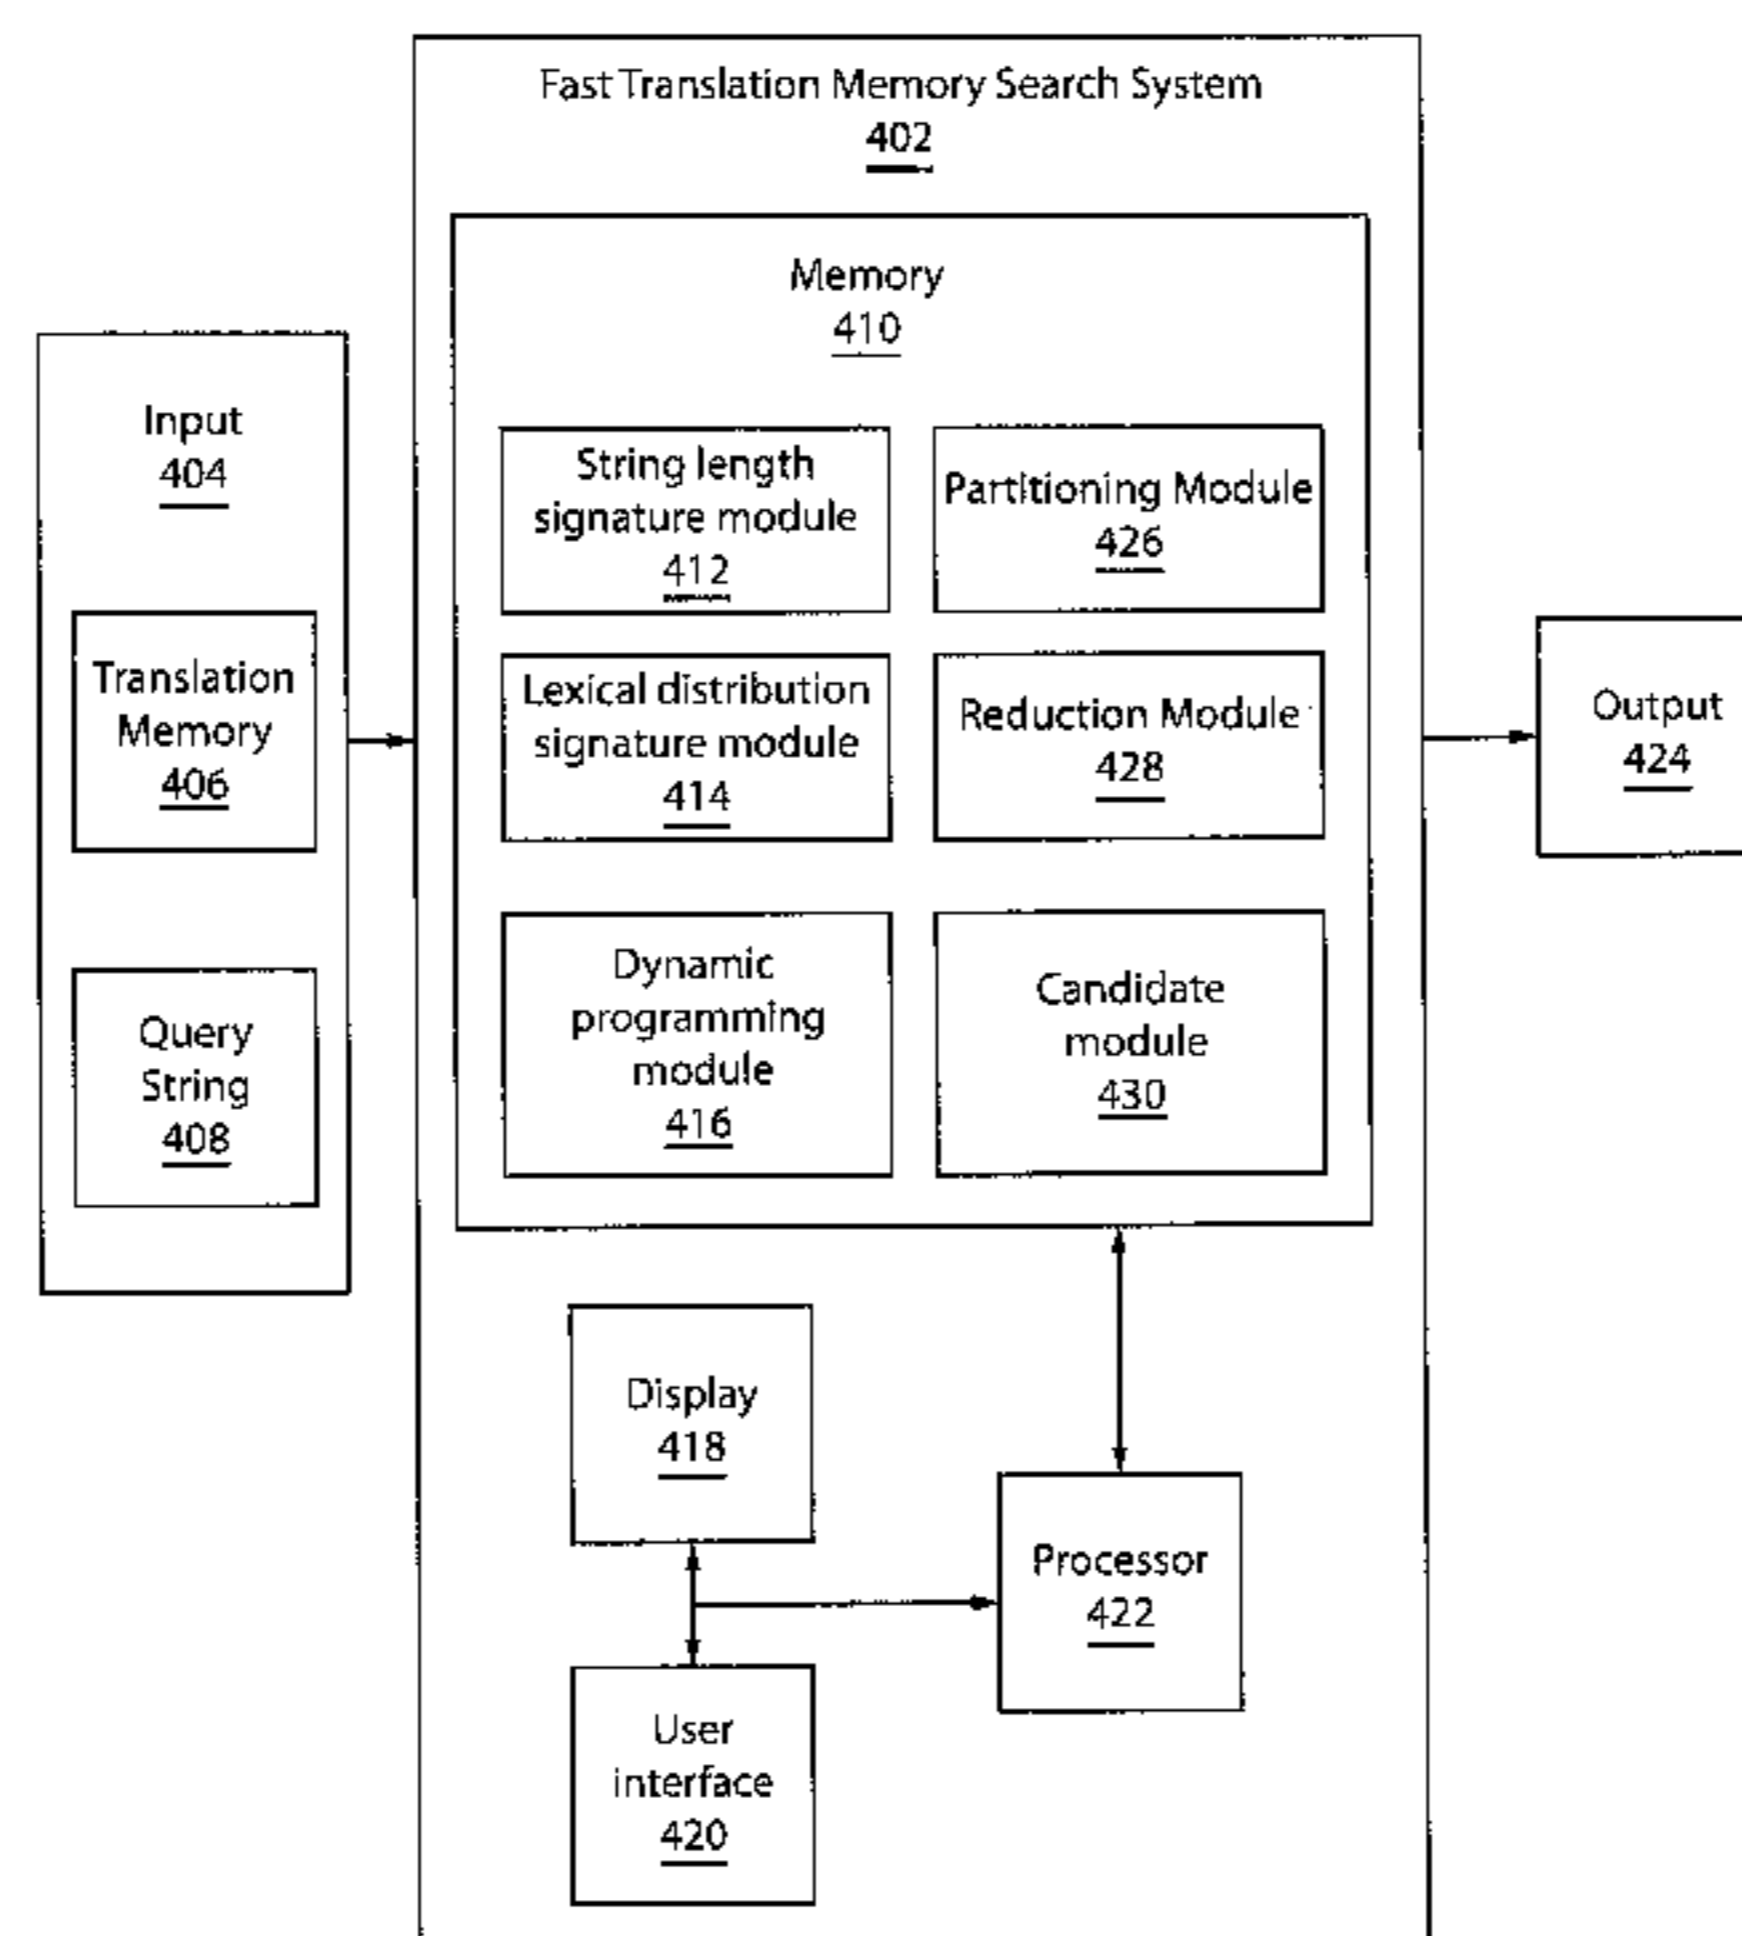 Fast Translation Memory Search System
402
Memory
410
Input
404
Translation
Memory
406
Query
String
408
String length
signature module
412
Partitioning Module
426
Lexical distribution
signature module
414
Reduction Module
428
Dynamic
programming
module
416
Candidate
module
430
Output
424
Display
418
Processor
422
User
interface
420